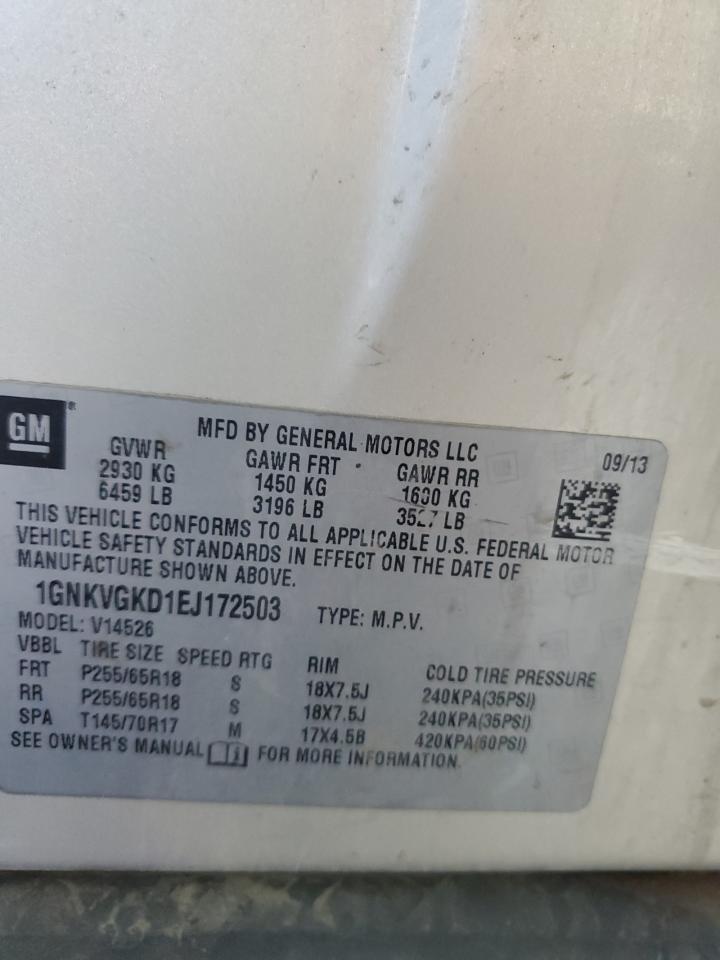 GM®
MFD BY GENERAL MOTORS LLC
09/13
GVWR GAWR FRT GAWR RR
2930 KG 1450 KG 1600 KG
6459 LB 3196 LB 3527 LB
THIS VEHICLE CONFORMS TO ALL APPLICABLE U.S. FEDERAL MOTOR
VEHICLE SAFETY STANDARDS IN EFFECT ON THE DATE OF
MANUFACTURE SHOWN ABOVE.
1GNKVGKD1EJ172503 TYPE: M.P.V.
MODEL: V14526
VBBL TIRE SIZE SPEED RTG RIM COLD TIRE PRESSURE
FRT P255/65R18 S 18X7.5J 240KPA(35PSI)
RR P255/65R18 S 18X7.5J 240KPA(35PSI)
SPA T145/70R17 M 17X4.5B 420KPA(60PSI)
SEE OWNER'S MANUAL FOR MORE INFORMATION.